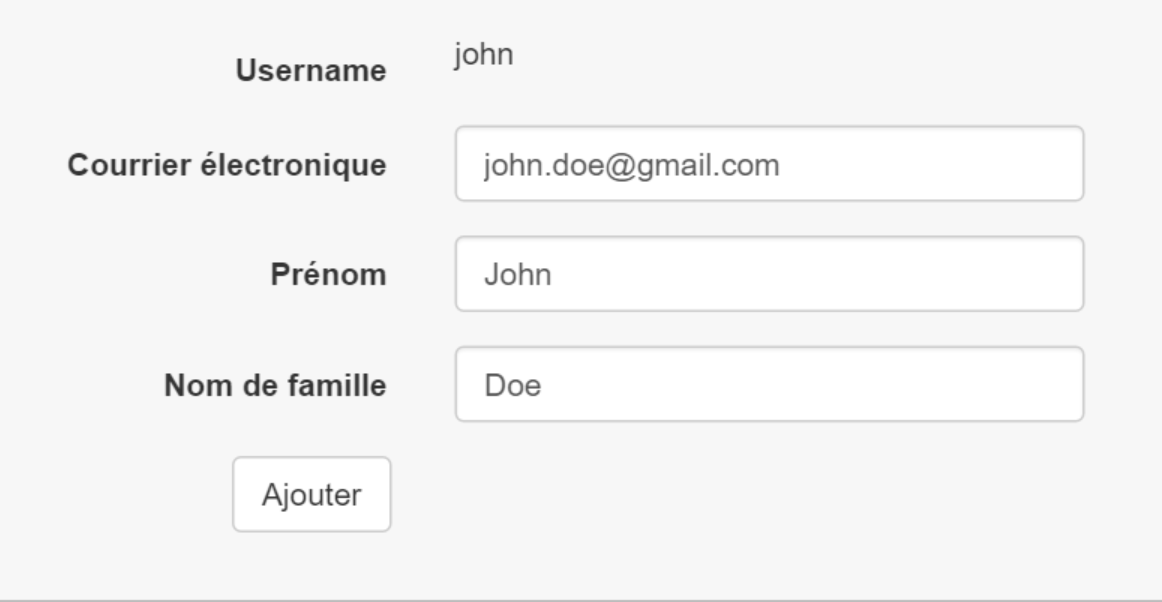 Username john
Courrier électronique john.doe@gmail.com
Prénom John
Nom de famille Doe
Ajouter